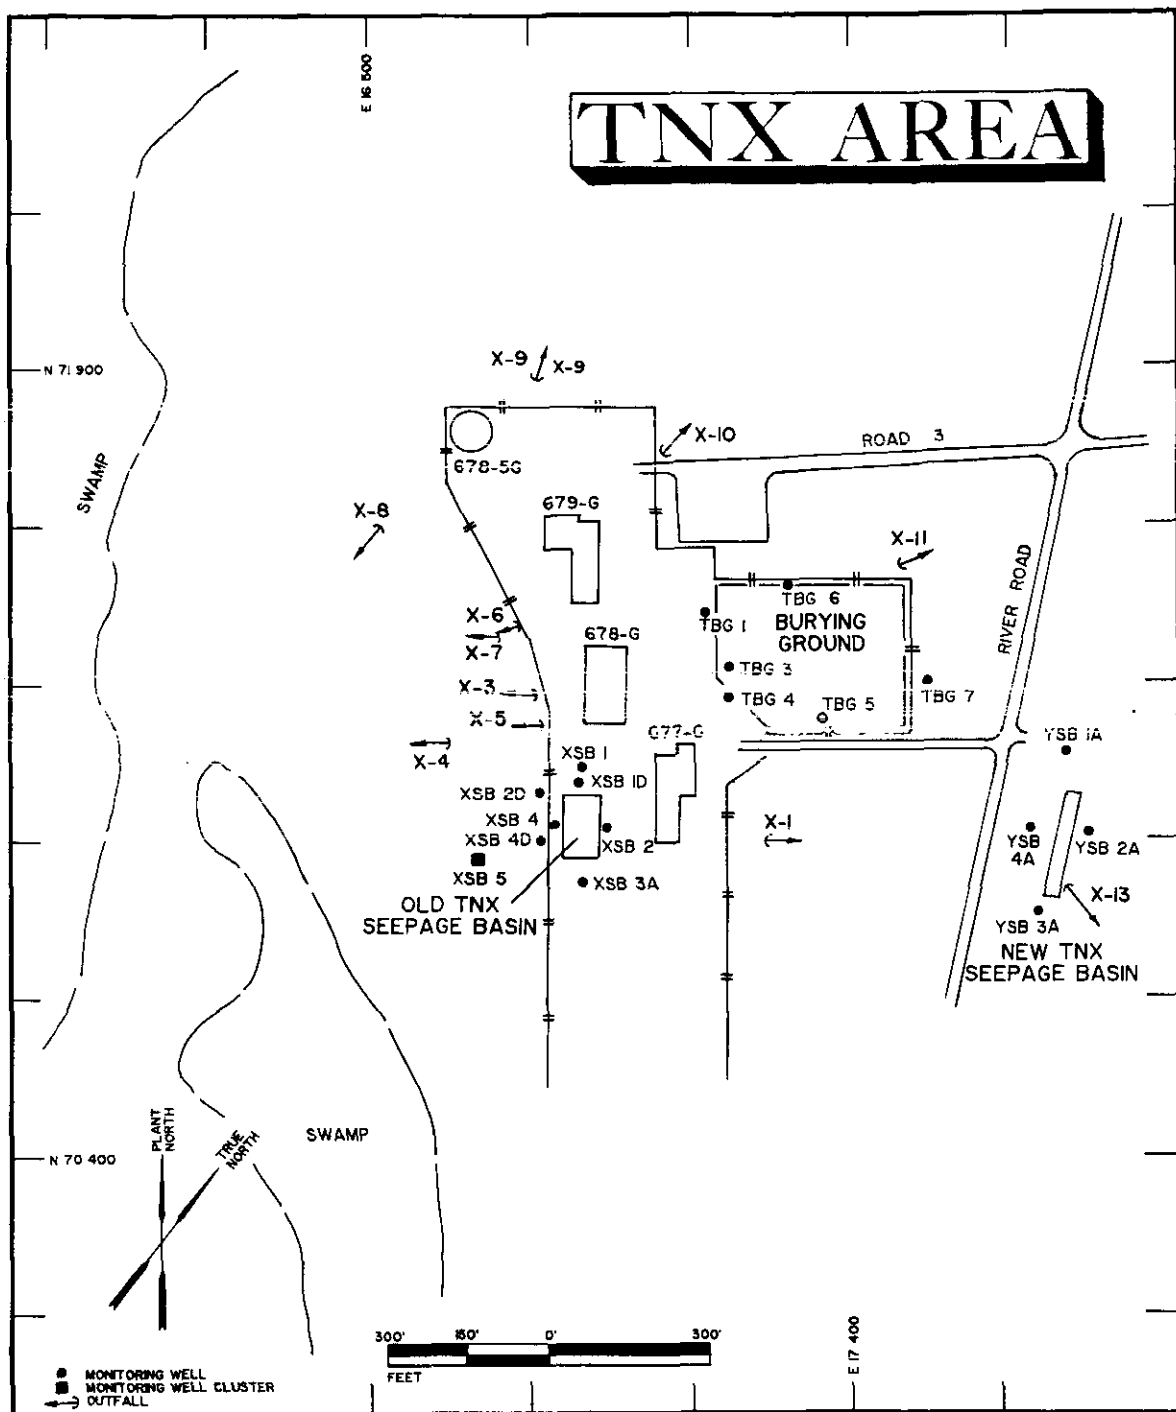 E 16 500
TNX AREA
N 71 900
X-9
X-9
X-10
ROAD 3
678-5G
SWAMP
679-G
X-8
X-11
TBG 6
BURYING
GROUND
TBG 1
X-6
X-7
678-G
RIVER ROAD
TBG 3
TBG 4
TBG 5
TBG 7
X-3
X-5
X-4
677-G
YSB 1A
XSB 1
XSB 1D
XSB 2D
XSB 4
XSB 4D
XSB 2
X-1
YSB
4A
YSB 2A
XSB 5
XSB 3A
X-13
OLD TNX
SEEPAGE BASIN
YSB 3A
NEW TNX
SEEPAGE BASIN
PLANT
NORTH
TRUE
NORTH
SWAMP
N 70 400
300' 150' 0' 300'
FEET
E 17 400
MONITORING WELL
MONITORING WELL CLUSTER
OUTFALL